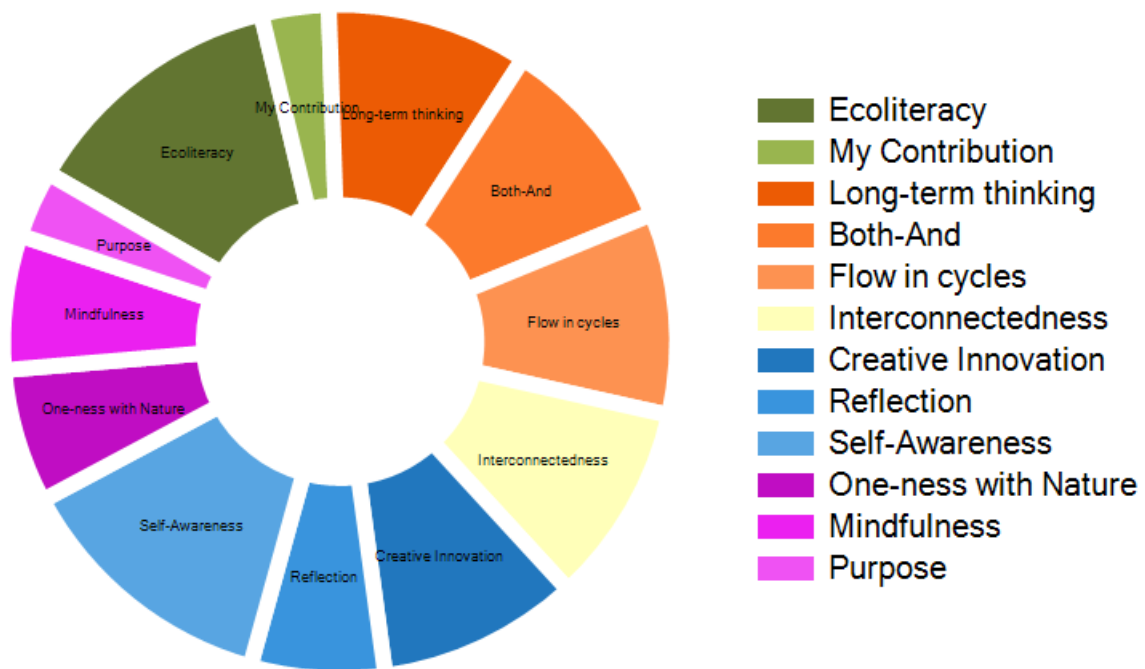 My Contribution
Long-term thinking
Ecoliteracy
Both-And
Purpose
Mindfulness
Flow in cycles
One-ness with Nature
Interconnectedness
Self-Awareness
Creative Innovation
Reflection
Ecoliteracy
My Contribution
Long-term thinking
Both-And
Flow in cycles
Interconnectedness
Creative Innovation
Reflection
Self-Awareness
One-ness with Nature
Mindfulness
Purpose